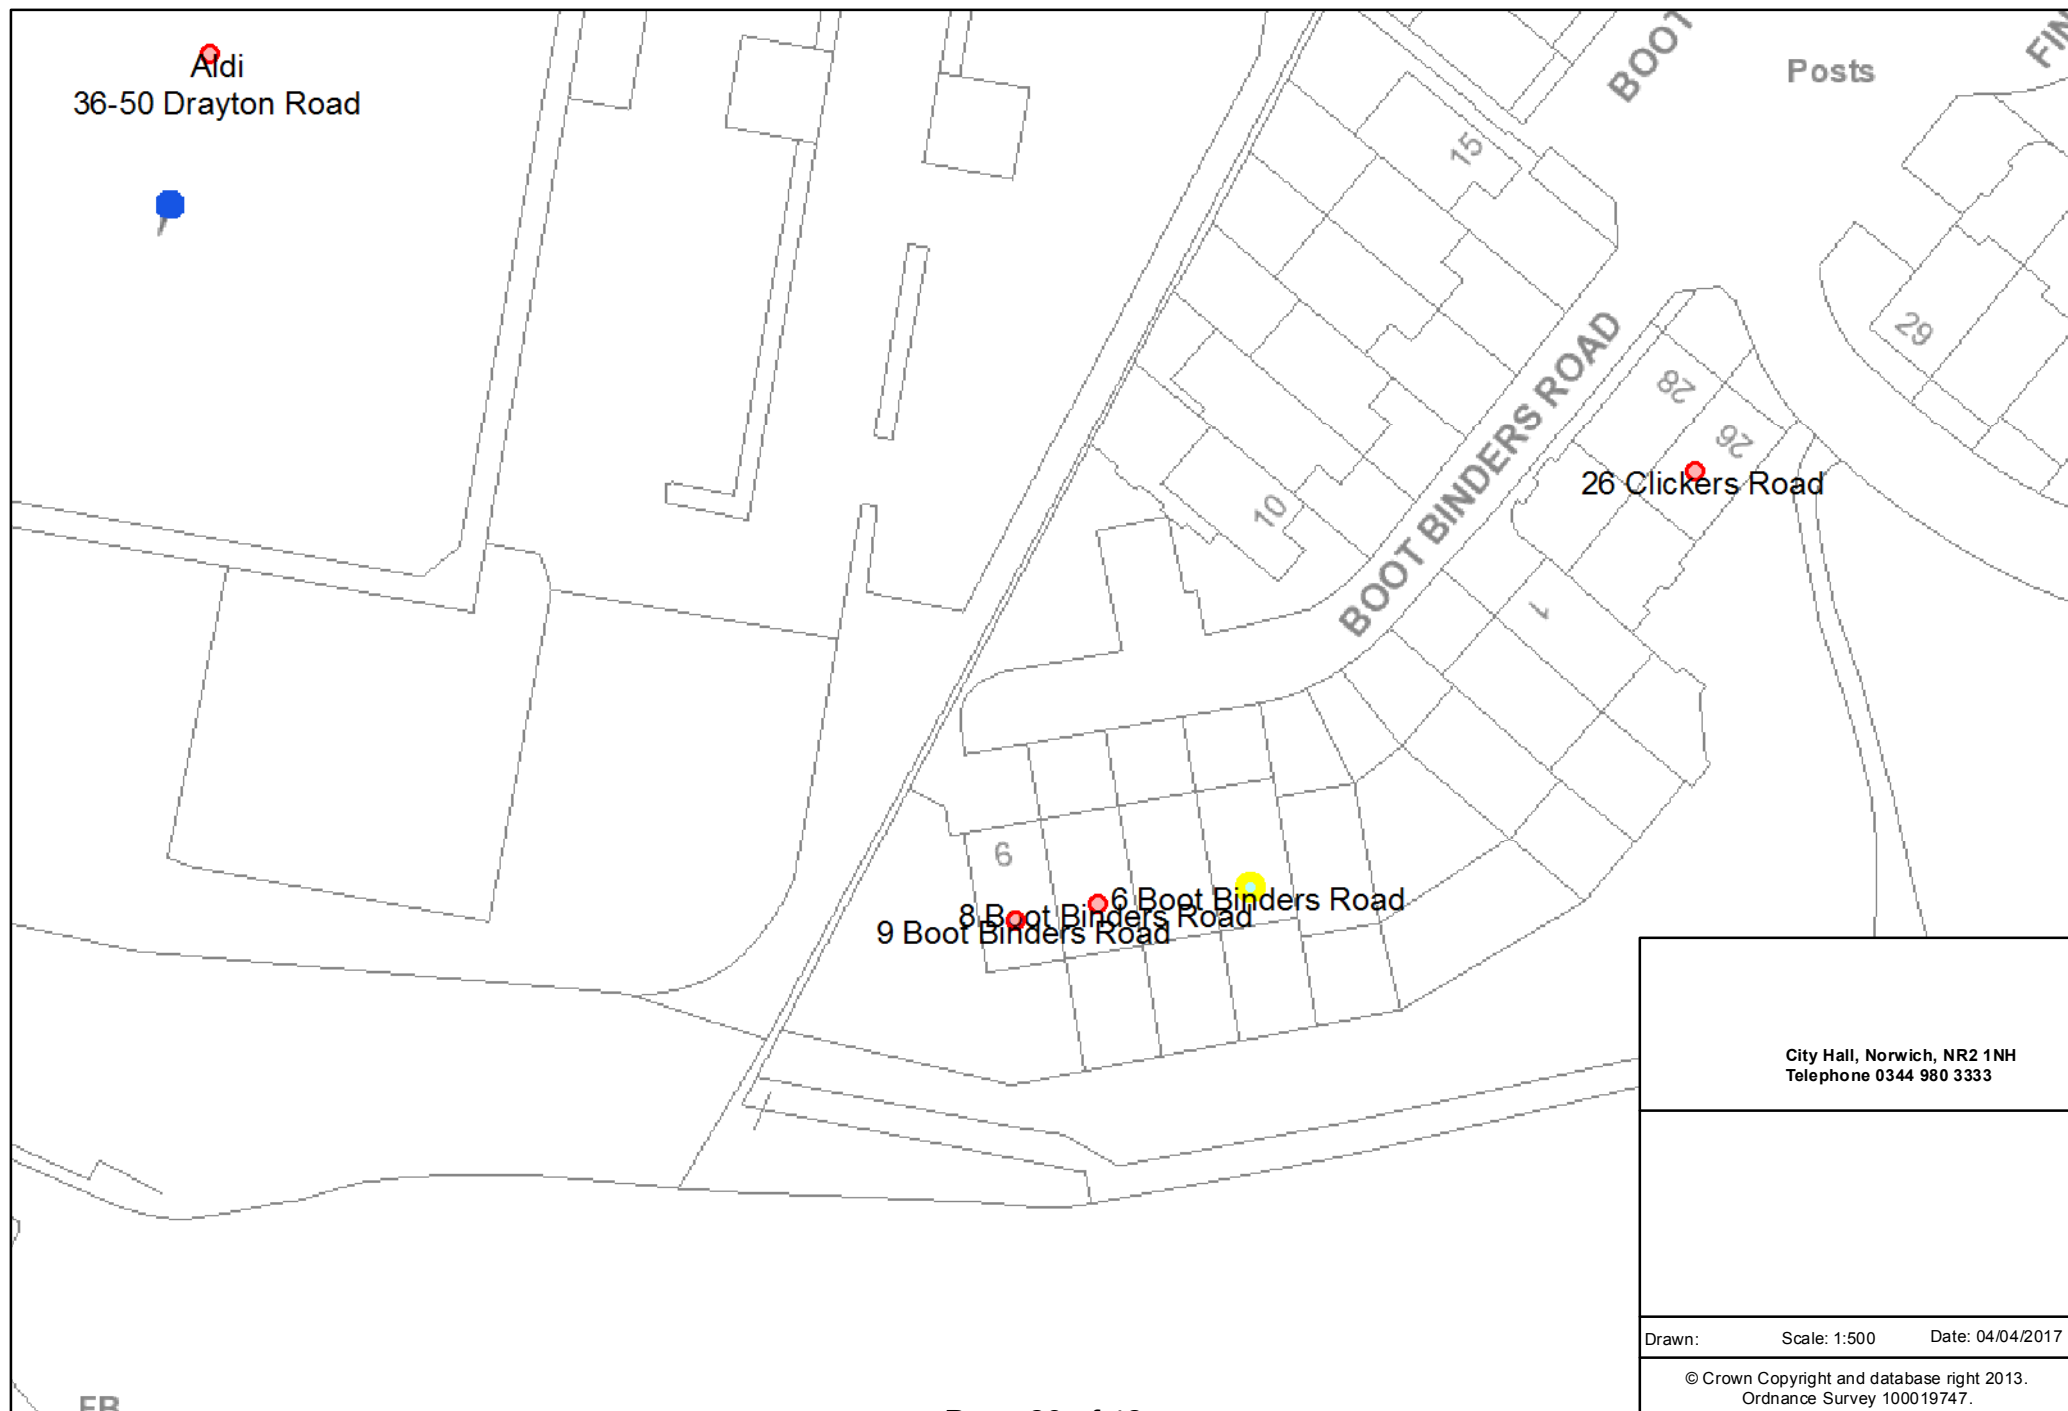 Aldi
36-50 Drayton Road
BOOT
Posts
15
29
28
26
26 Clickers Road
BOOT BINDERS ROAD
10
1
6
6 Boot Binders Road
8 Boot Binders Road
9 Boot Binders Road
City Hall, Norwich, NR2 1NH
Telephone 0344 980 3333
Drawn: Scale: 1:500 Date: 04/04/2017
© Crown Copyright and database right 2013.
Ordnance Survey 100019747.
FB